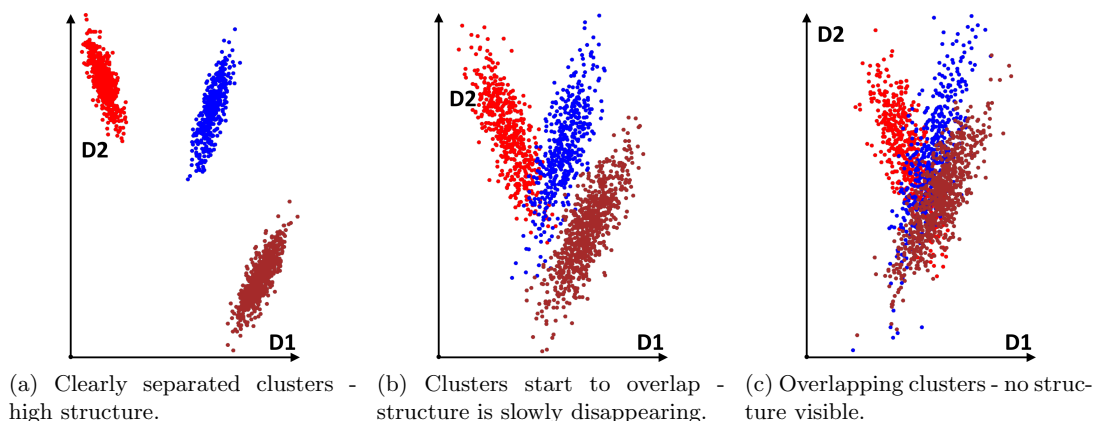 D2
D1
(a) Clearly separated clusters -
high structure.
D2
D1
(b) Clusters start to overlap -
structure is slowly disappearing.
D2
D1
(c) Overlapping clusters - no struc-
ture visible.